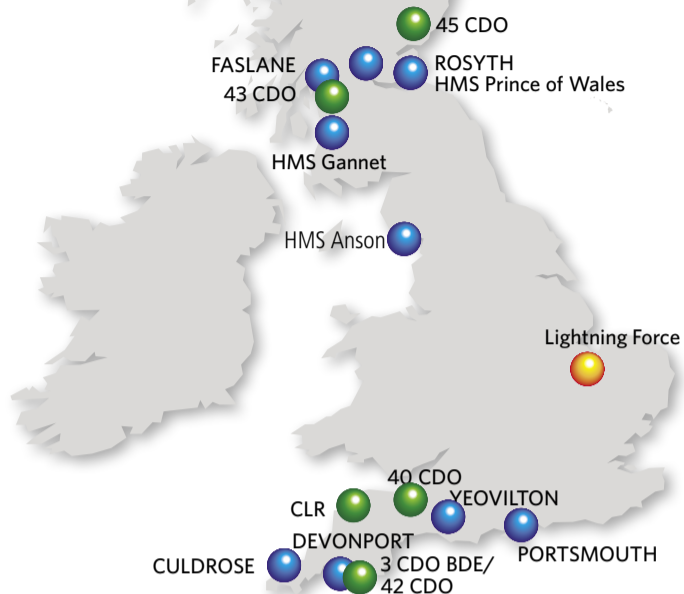 45 CDO
FASLANE
ROSYTH
HMS Prince of Wales
43 CDO
HMS Gannet
HMS Anson
Lightning Force
40 CDO
YEOVILTON
CLR
DEVONPORT
PORTSMOUTH
CULDROSE
3 CDO BDE/
42 CDO